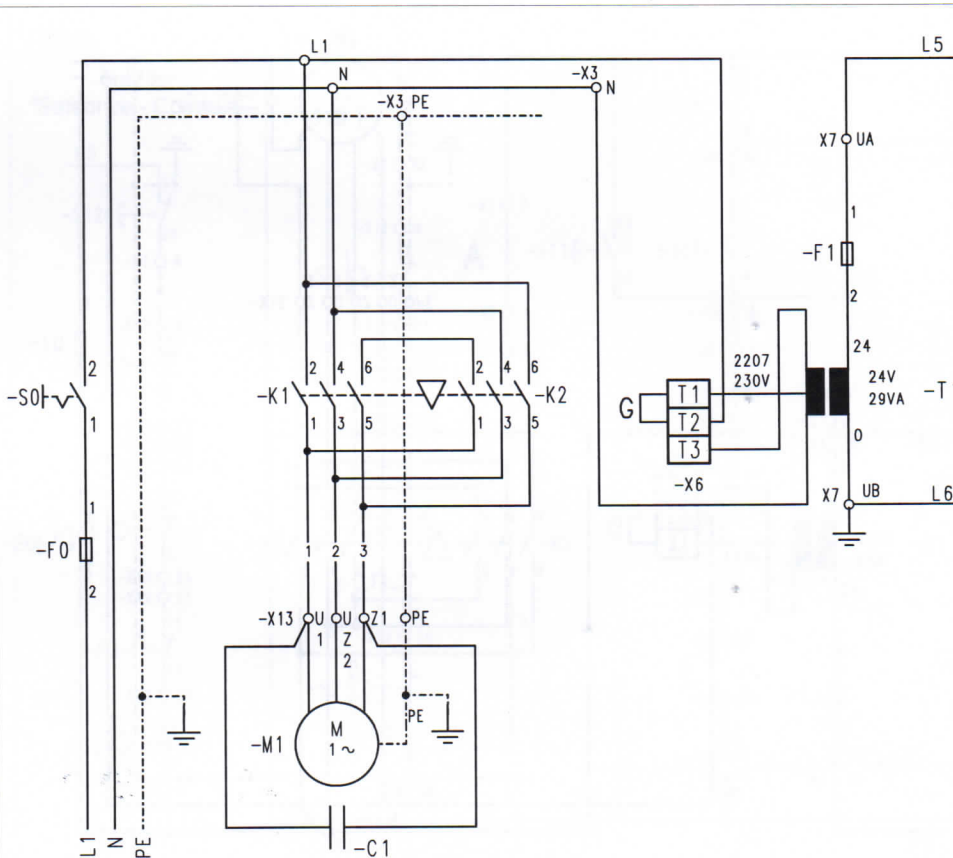 L1
L5
N
-X3
N
-X3 PE
X7 UA
1
-F1
2
24
2207
230V
24V
29VA
-T
2 4 6
2 4 6
2
-S0
-K1
-K2
1
1 3 5
1 3 5
G
T1
T2
T3
-X6
0
X7 UB
L6
1
-F0
2
1 2 3
-X13 U U Z1 PE
1 Z
2
PE
-M1
M
1~
-C1
L1
N
PE